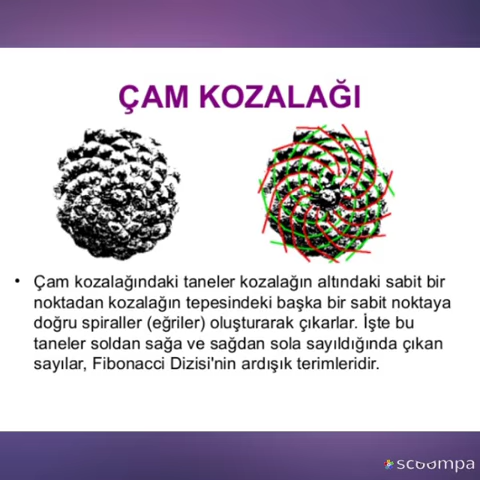 ÇAM KOZALAĞI
• Çam kozalağındaki taneler kozalağın altındaki sabit bir
noktadan kozalağın tepesindeki başka bir sabit noktaya
doğru spiraller (eğriler) oluşturarak çıkarlar. İşte bu
taneler soldan sağa ve sağdan sola sayıldığında çıkan
sayılar, Fibonacci Dizisi'nin ardışık terimleridir.
scoompa